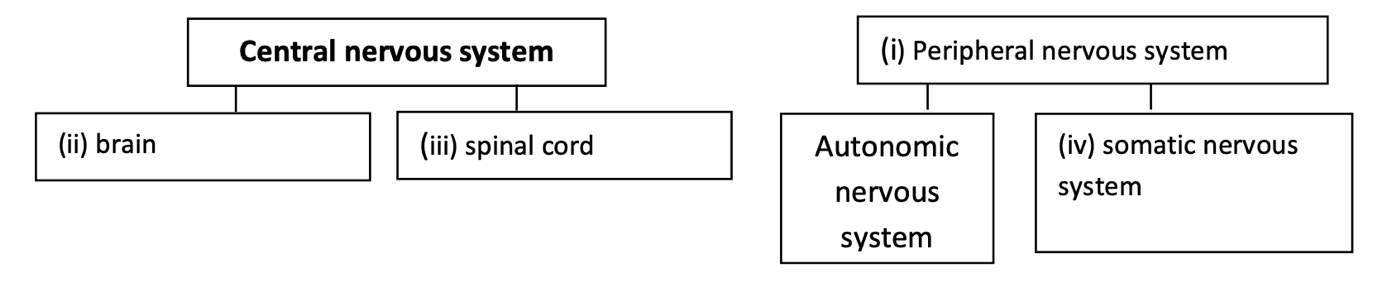 Central nervous system
(i) Peripheral nervous system
(ii) brain
(iii) spinal cord
Autonomic
nervous
system
(iv) somatic nervous
system